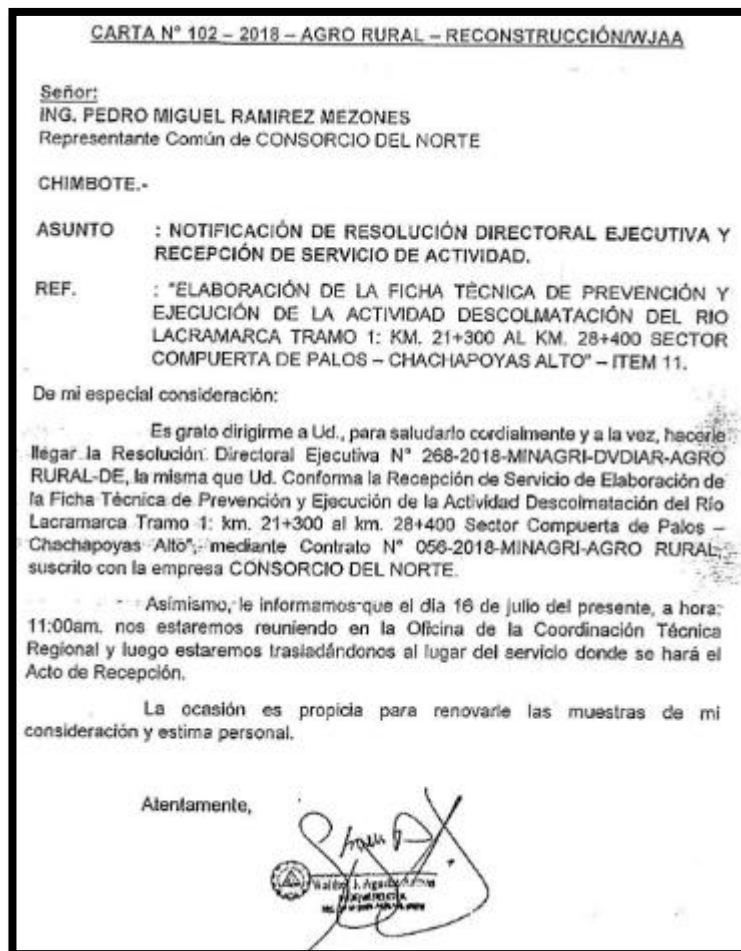 CARTA N° 102 – 2018 – AGRO RURAL – RECONSTRUCCIÓN/WJAA
Señor:
ING. PEDRO MIGUEL RAMIREZ MEZONES
Representante Común de CONSORCIO DEL NORTE
CHIMBOTE.-
ASUNTO : NOTIFICACIÓN DE RESOLUCIÓN DIRECTORAL EJECUTIVA Y
RECEPCIÓN DE SERVICIO DE ACTIVIDAD.
REF. : "ELABORACIÓN DE LA FICHA TÉCNICA DE PREVENCIÓN Y
EJECUCIÓN DE LA ACTIVIDAD DESCOLMATACIÓN DEL RIO
LACRAMARCA TRAMO 1: KM. 21+300 AL KM. 28+400 SECTOR
COMPUERTA DE PALOS – CHACHAPOYAS ALTO" – ITEM 11.
De mi especial consideración:
Es grato dirigirme a Ud., para saludarlo cordialmente y a la vez, hacerle
llegar la Resolución Directoral Ejecutiva N° 268-2018-MINAGRI-DVDIAR-AGRO
RURAL-DE, la misma que Ud. Conforma la Recepción de Servicio de Elaboración de
la Ficha Técnica de Prevención y Ejecución de la Actividad Descolmatación del Río
Lacramarca Tramo 1: km. 21+300 al km. 28+400 Sector Compuerta de Palos –
Chachapoyas Alto", mediante Contrato N° 056-2018-MINAGRI-AGRO RURAL,
suscrito con la empresa CONSORCIO DEL NORTE.
Asimismo, le informamos que el día 16 de julio del presente, a hora:
11:00am. nos estaremos reuniendo en la Oficina de la Coordinación Técnica
Regional y luego estaremos trasladándonos al lugar del servicio donde se hará el
Acto de Recepción.
La ocasión es propicia para renovarle las muestras de mi
consideración y estima personal.
Atentamente,
J.